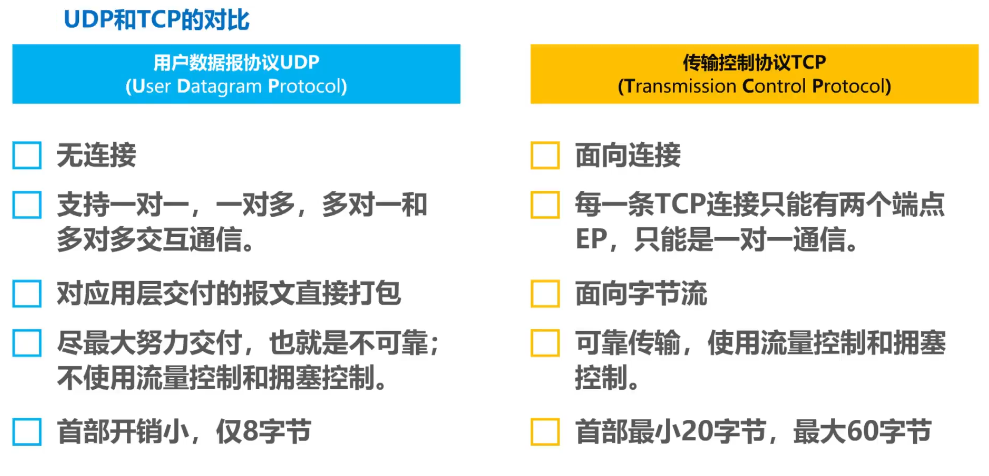 UDP和TCP的对比
用户数据报协议UDP
(User Datagram Protocol)
无连接
支持一对一，一对多，多对一和
多对多交互通信。
对应用层交付的报文直接打包
尽最大努力交付，也就是不可靠；
不使用流量控制和拥塞控制。
首部开销小，仅8字节
传输控制协议TCP
(Transmission Control Protocol)
面向连接
每一条TCP连接只能有两个端点
EP，只能是一对一通信。
面向字节流
可靠传输，使用流量控制和拥塞
控制。
首部最小20字节，最大60字节